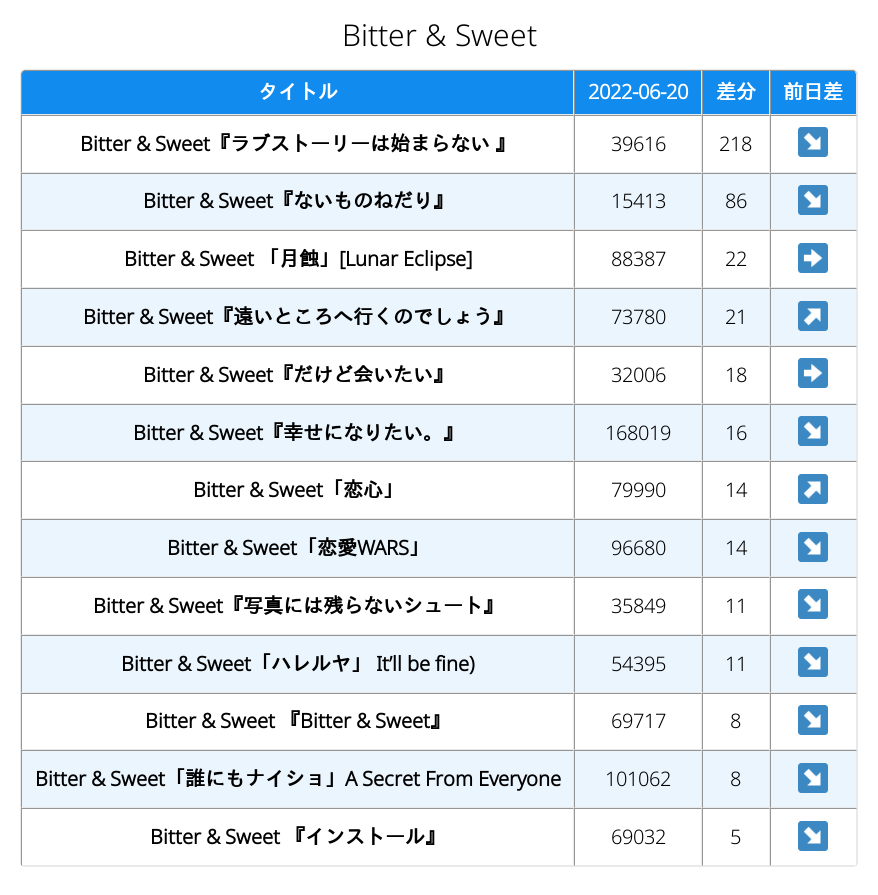 Bitter & Sweet
タイトル 2022-06-20 差分 前日差
Bitter & Sweet『ラブストーリーは始まらない 』 39616 218 ↘
Bitter & Sweet『ないものねだり』 15413 86 ↘
Bitter & Sweet 「月蝕」[Lunar Eclipse] 88387 22 ➡
Bitter & Sweet『遠いところへ行くのでしょう』 73780 21 ↗
Bitter & Sweet『だけど会いたい』 32006 18 ➡
Bitter & Sweet『幸せになりたい。』 168019 16 ↘
Bitter & Sweet「恋心」 79990 14 ↗
Bitter & Sweet「恋愛WARS」 96680 14 ↘
Bitter & Sweet『写真には残らないシュート』 35849 11 ↘
Bitter & Sweet「ハレルヤ」 It'll be fine) 54395 11 ↘
Bitter & Sweet 『Bitter & Sweet』 69717 8 ↘
Bitter & Sweet「誰にもナイショ」A Secret From Everyone 101062 8 ↘
Bitter & Sweet 『インストール』 69032 5 ↘